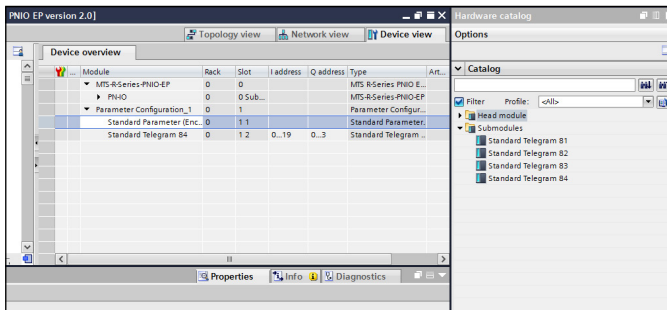 PNIO EP version 2.0]
Hardware catalog
Topology view Network view Device view
Options
Device overview
... Module Rack Slot I address Q address Type Art...
MTS-R-Series-PNIO-EP 0 0 MTS R-Series PNIO E...
PN-IO 0 0 Sub... MTS-R-Series-PNIO-EP
Parameter Configuration_1 0 1 Parameter Configur...
Standard Parameter (Enc... 0 1 1 Standard Parameter...
Standard Telegram 84 0 1 2 0...19 0...3 Standard Telegram ...
Catalog
Filter Profile: <All>
Head module
Submodules
Standard Telegram 81
Standard Telegram 82
Standard Telegram 83
Standard Telegram 84
Properties Info Diagnostics